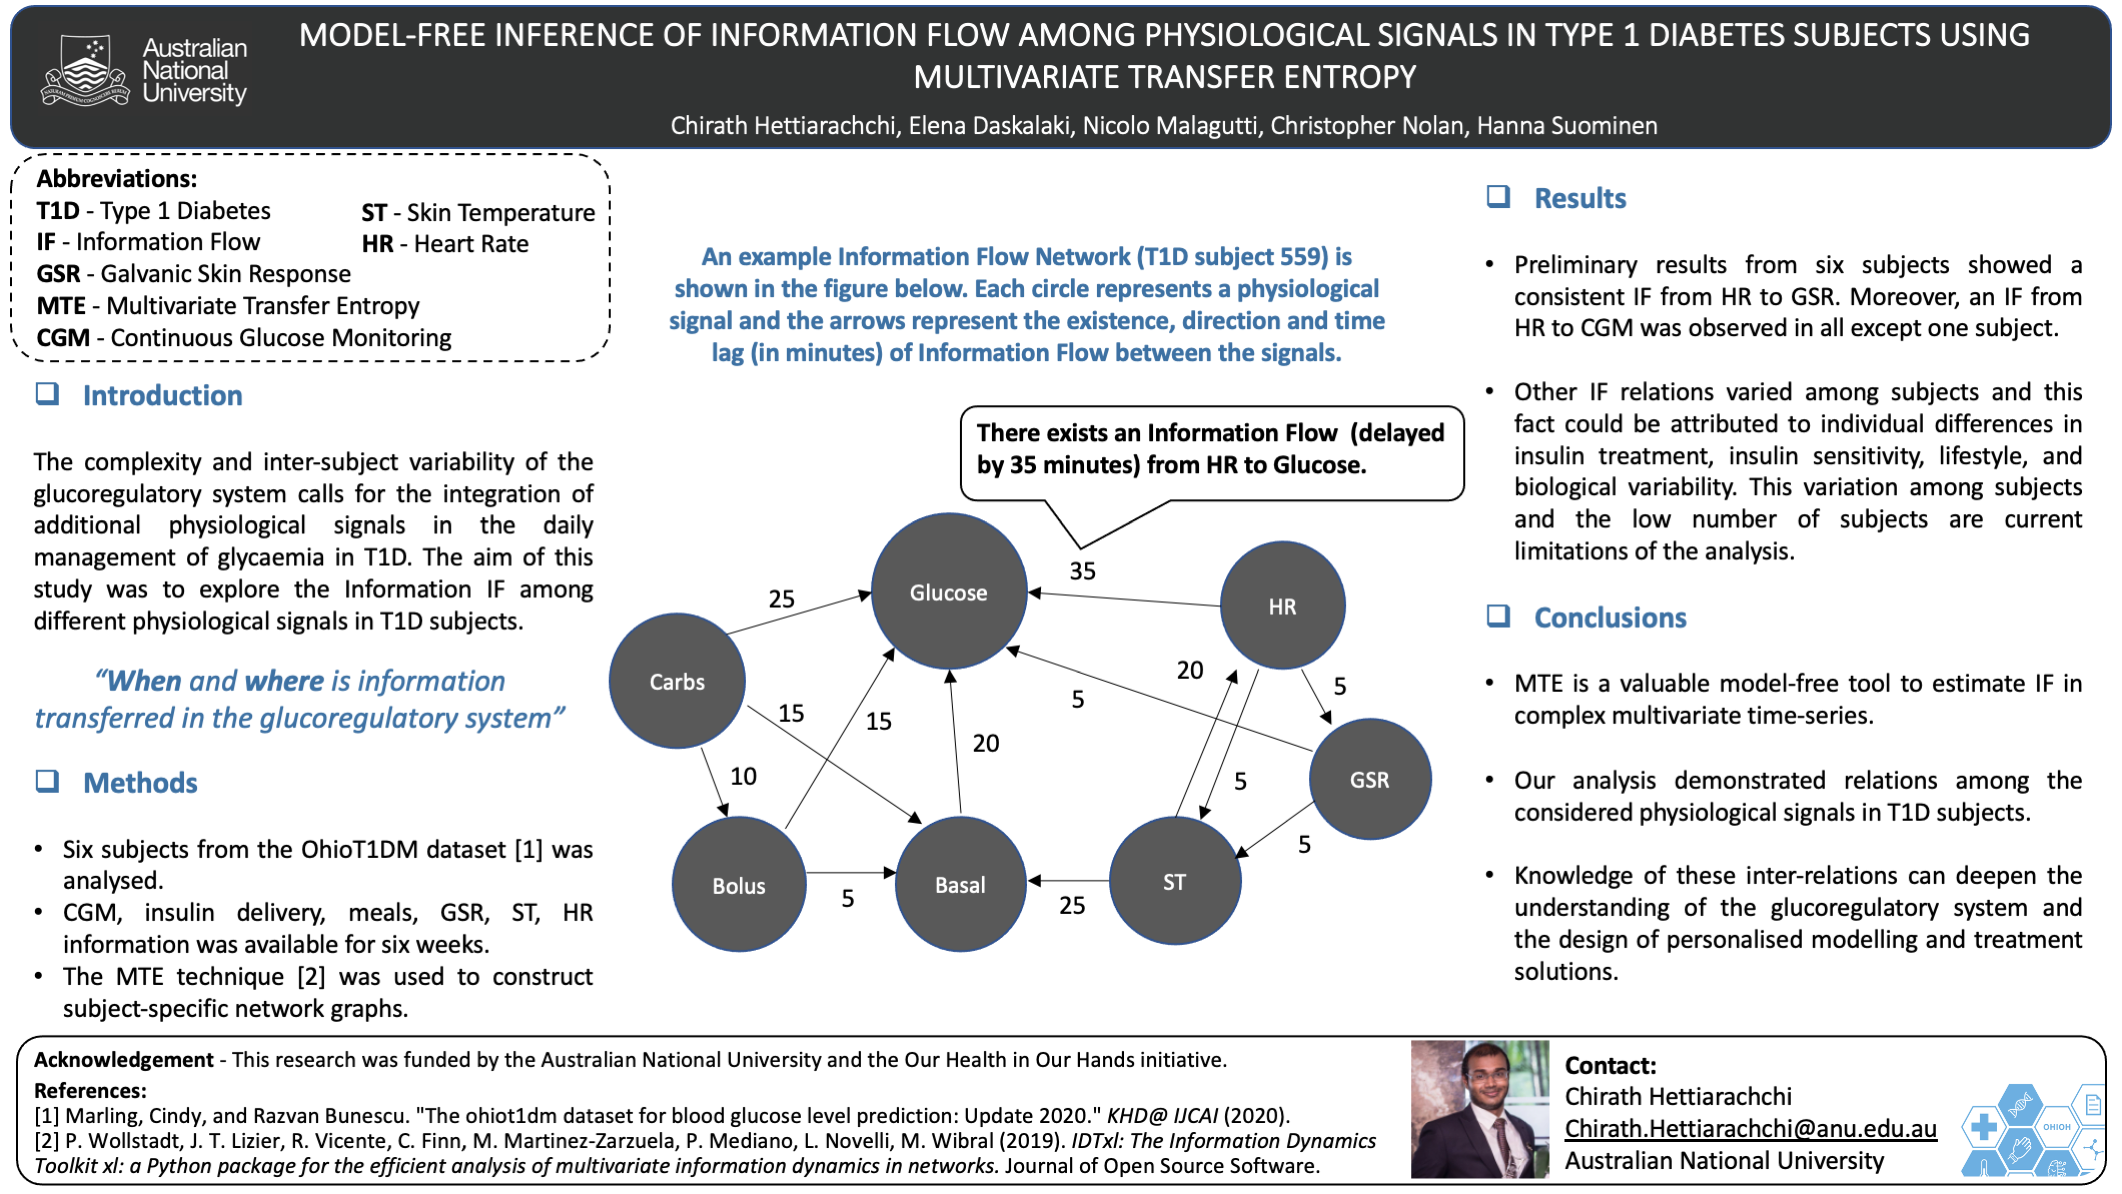 Australian
National
University
MODEL-FREE INFERENCE OF INFORMATION FLOW AMONG PHYSIOLOGICAL SIGNALS IN TYPE 1 DIABETES SUBJECTS USING
MULTIVARIATE TRANSFER ENTROPY
Chirath Hettiarachchi, Elena Daskalaki, Nicolo Malagutti, Christopher Nolan, Hanna Suominen
Abbreviations:
T1D - Type 1 Diabetes
IF - Information Flow
GSR - Galvanic Skin Response
MTE - Multivariate Transfer Entropy
CGM - Continuous Glucose Monitoring
ST - Skin Temperature
HR - Heart Rate
❑ Introduction
The complexity and inter-subject variability of the
glucoregulatory system calls for the integration of
additional physiological signals in the daily
management of glycaemia in T1D. The aim of this
study was to explore the Information IF among
different physiological signals in T1D subjects.
“When and where is information
transferred in the glucoregulatory system”
❑ Methods
• Six subjects from the OhioT1DM dataset [1] was
analysed.
• CGM, insulin delivery, meals, GSR, ST, HR
information was available for six weeks.
• The MTE technique [2] was used to construct
subject-specific network graphs.
An example Information Flow Network (T1D subject 559) is
shown in the figure below. Each circle represents a physiological
signal and the arrows represent the existence, direction and time
lag (in minutes) of Information Flow between the signals.
There exists an Information Flow (delayed
by 35 minutes) from HR to Glucose.
35
25
Glucose
HR
Carbs
20
5
5
15
15
20
10
5
GSR
5
Bolus
Basal
ST
5
25
❑ Results
• Preliminary results from six subjects showed a
consistent IF from HR to GSR. Moreover, an IF from
HR to CGM was observed in all except one subject.
• Other IF relations varied among subjects and this
fact could be attributed to individual differences in
insulin treatment, insulin sensitivity, lifestyle, and
biological variability. This variation among subjects
and the low number of subjects are current
limitations of the analysis.
❑ Conclusions
• MTE is a valuable model-free tool to estimate IF in
complex multivariate time-series.
• Our analysis demonstrated relations among the
considered physiological signals in T1D subjects.
• Knowledge of these inter-relations can deepen the
understanding of the glucoregulatory system and
the design of personalised modelling and treatment
solutions.
Acknowledgement - This research was funded by the Australian National University and the Our Health in Our Hands initiative.
References:
[1] Marling, Cindy, and Razvan Bunescu. "The ohiot1dm dataset for blood glucose level prediction: Update 2020." KHD@ IJCAI (2020).
[2] P. Wollstadt, J. T. Lizier, R. Vicente, C. Finn, M. Martinez-Zarzuela, P. Mediano, L. Novelli, M. Wibral (2019). IDTxl: The Information Dynamics
Toolkit xl: a Python package for the efficient analysis of multivariate information dynamics in networks. Journal of Open Source Software.
Contact:
Chirath Hettiarachchi
Chirath.Hettiarachchi@anu.edu.au
Australian National University
OHIOH